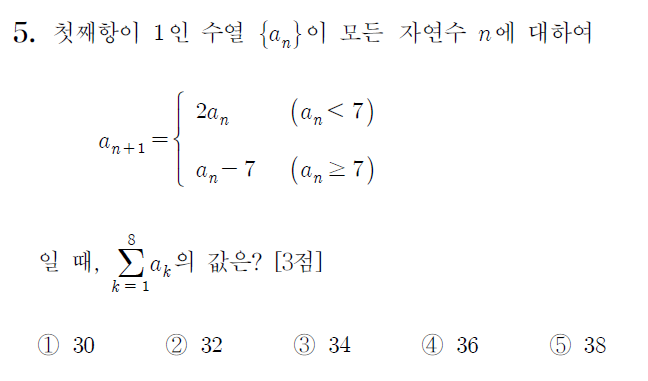 5. 첫째항이 1인 수열 {aₙ}이 모든 자연수 n에 대하여
aₙ₊₁ = { 2aₙ (aₙ < 7)
aₙ − 7 (aₙ ≥ 7)
일 때, ∑ₖ₌₁⁸ aₖ의 값은? [3점]
① 30 ② 32 ③ 34 ④ 36 ⑤ 38